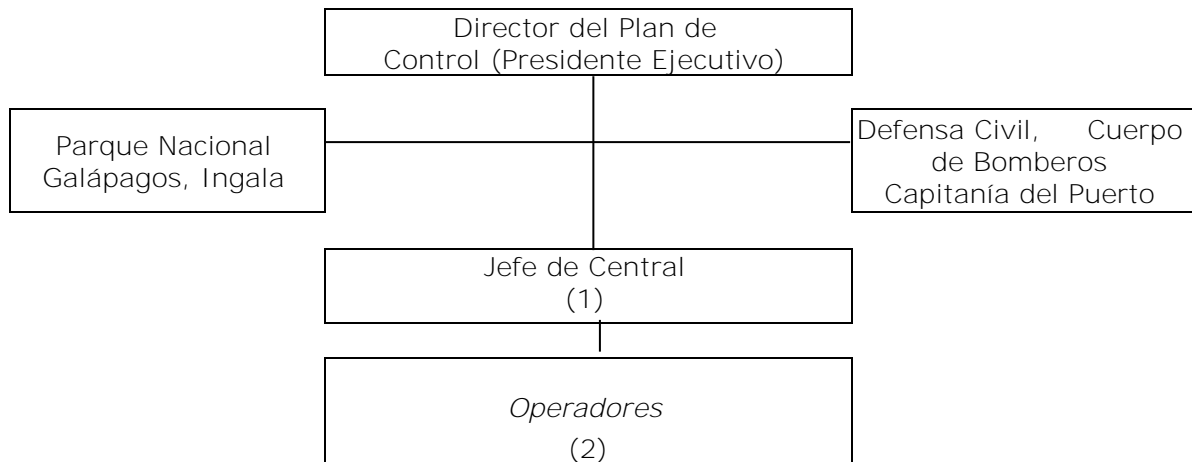 Director del Plan de
Control (Presidente Ejecutivo)
Parque Nacional
Galápagos, Ingala
Defensa Civil, Cuerpo
de Bomberos
Capitanía del Puerto
Jefe de Central
(1)
Operadores
(2)